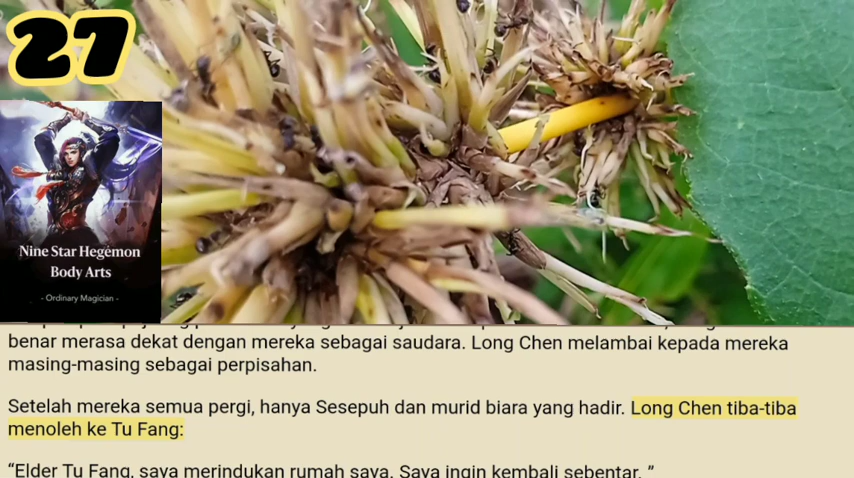 27
Nine Star Hegemon
Body Arts
- Ordinary Magician -
benar merasa dekat dengan mereka sebagai saudara. Long Chen melambai kepada mereka
masing-masing sebagai perpisahan.
Setelah mereka semua pergi, hanya Sesepuh dan murid biara yang hadir. Long Chen tiba-tiba
menoleh ke Tu Fang:
“Elder Tu Fang, saya merindukan rumah saya. Saya ingin kembali sebentar. ”